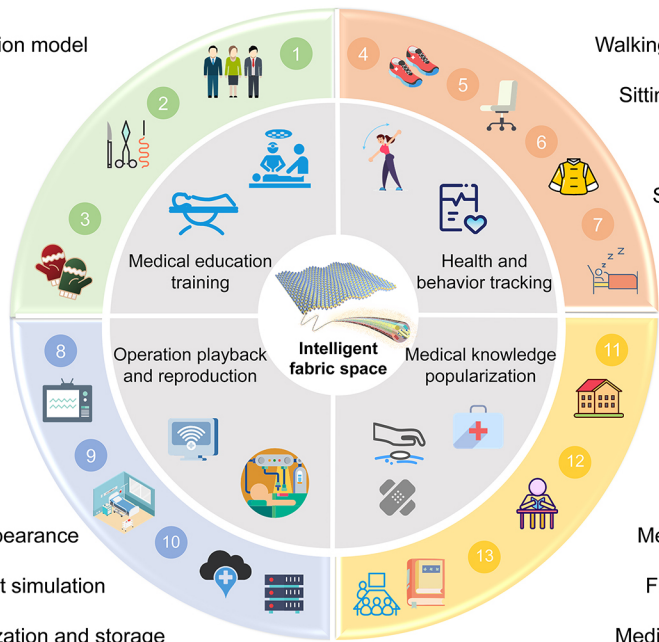 ion model
1
2
3
4
5
6
7
Walking
Sitti
S
Medical education
training
Health and
behavior tracking
Intelligent
fabric space
Operation playback
and reproduction
Medical knowledge
popularization
8
9
10
11
12
13
pearance
t simulation
zation and storage
Me
F
Medi
z z z